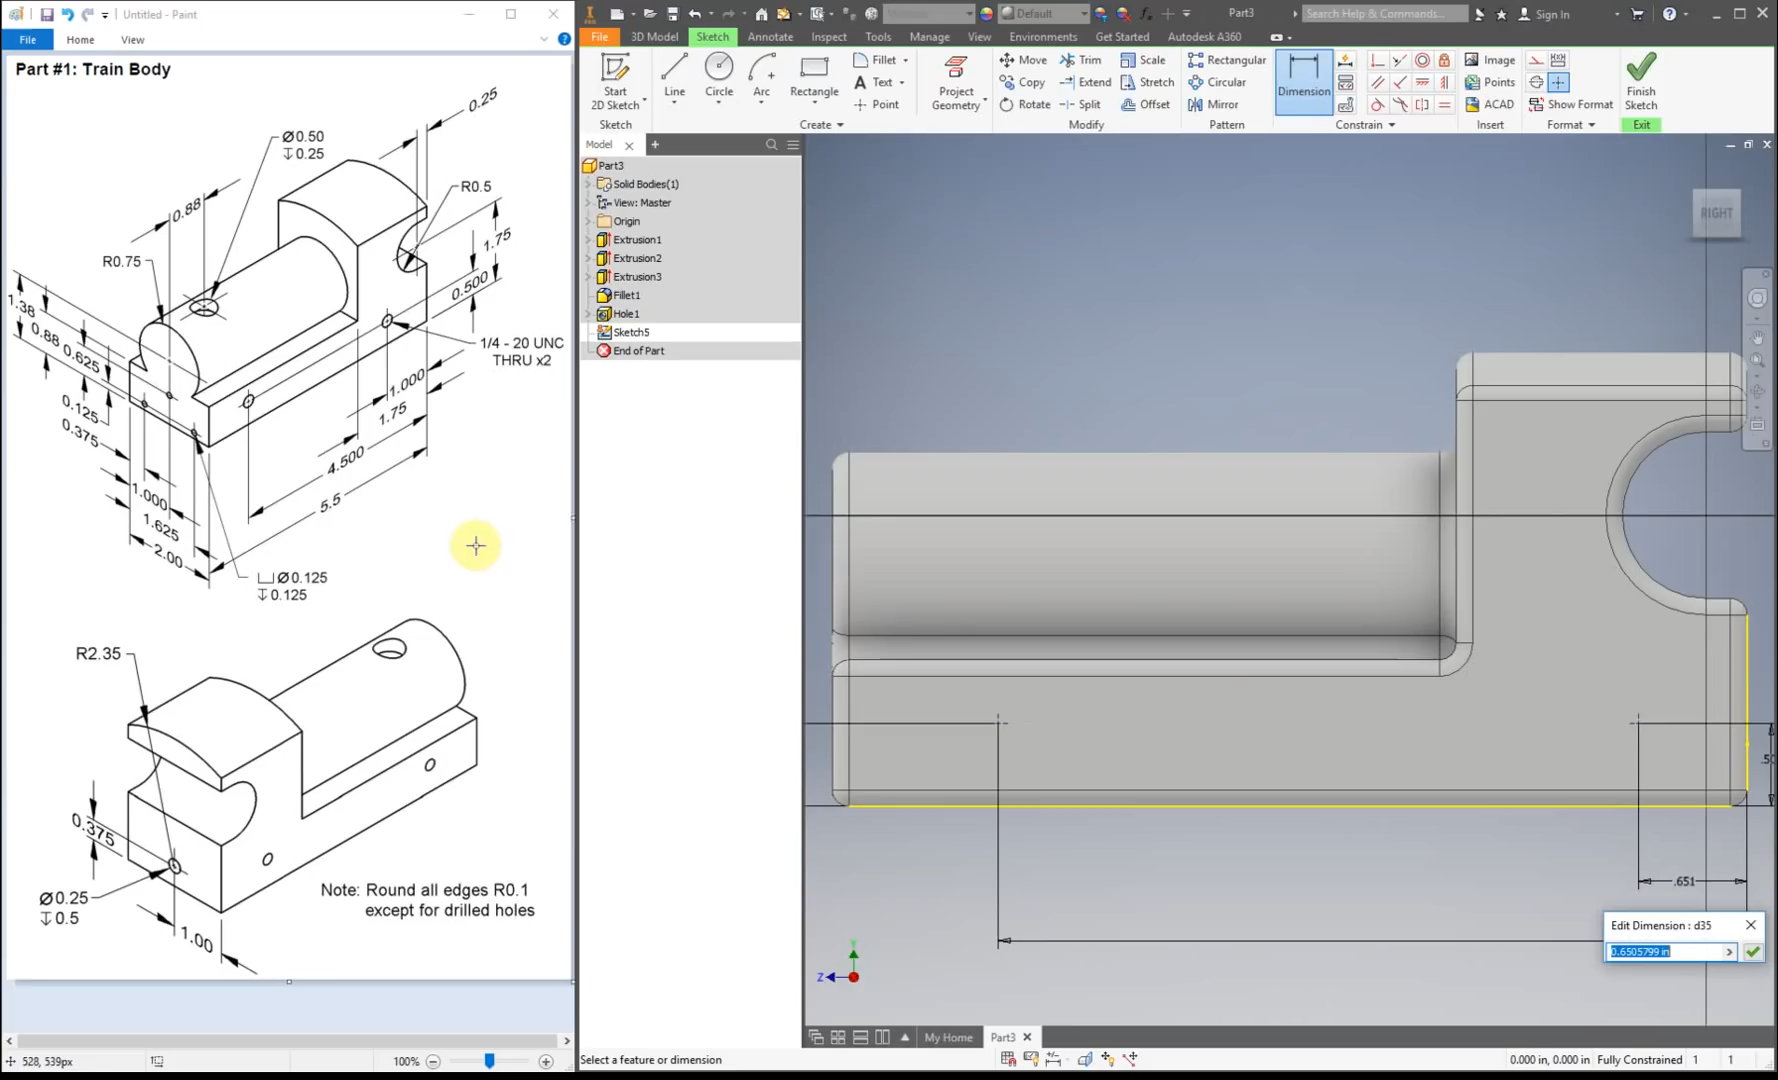 Untitled - Paint
File Home View
Part #1: Train Body
0.25
Ø0.50
↧0.25
R0.5
0.88
1.75
R0.75
0.500
1.38
0.88
0.625
1/4 - 20 UNC
THRU x2
1.000
0.125
1.75
0.375
4.500
5.5
1.000
1.625
2.00
⌴Ø0.125
↧0.125
R2.35
0.375
Ø0.25
↧0.5
1.00
Note: Round all edges R0.1
except for drilled holes
528, 539px
100%
Default
Part3
Search Help & Commands...
Sign In
File 3D Model Sketch Annotate Inspect Tools Manage View Environments Get Started Autodesk A360
Start
2D Sketch
Line
Circle
Arc
Rectangle
Fillet
Text
Point
Project
Geometry
Move
Copy
Rotate
Trim
Extend
Split
Scale
Stretch
Offset
Rectangular
Circular
Mirror
Dimension
Image
Points
ACAD
Show Format
Finish
Sketch
Sketch Create Modify Pattern Constrain Insert Format Exit
Model
Part3
Solid Bodies(1)
View: Master
Origin
Extrusion1
Extrusion2
Extrusion3
Fillet1
Hole1
Sketch5
End of Part
RIGHT
.651
Edit Dimension : d35
0.6505799 in
Z
My Home Part3
Select a feature or dimension
0.000 in, 0.000 in Fully Constrained 1 1